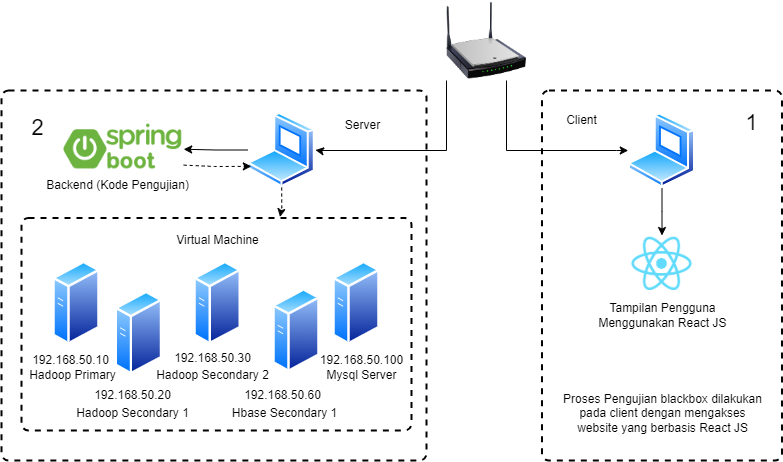 2
spring
boot
Backend (Kode Pengujian)
Server
Virtual Machine
192.168.50.10
Hadoop Primary
192.168.50.20
Hadoop Secondary 1
192.168.50.30
Hadoop Secondary 2
192.168.50.60
Hbase Secondary 1
192.168.50.100
Mysql Server
Client
1
Tampilan Pengguna
Menggunakan React JS
Proses Pengujian blackbox dilakukan
pada client dengan mengakses
website yang berbasis React JS